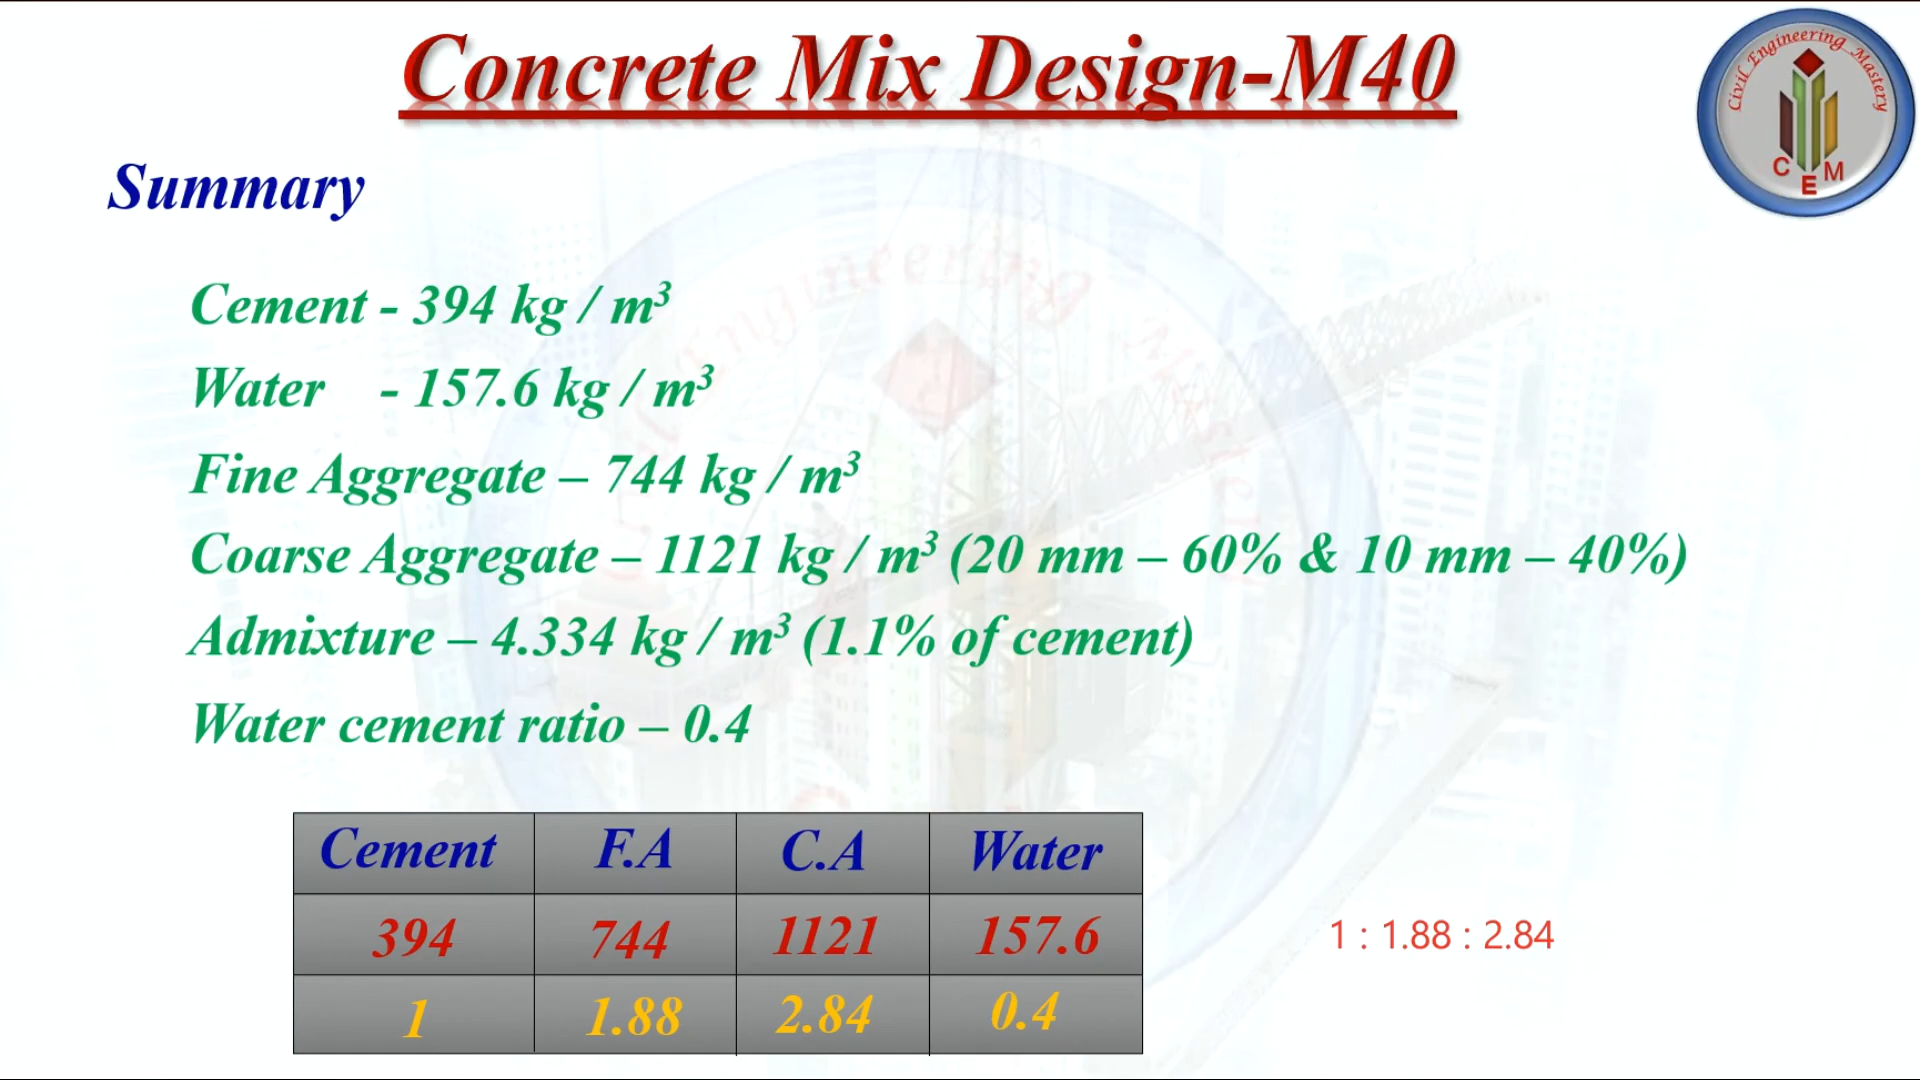 Concrete Mix Design-M40
Civil Engineering Mastery
C E M
Summary
Cement - 394 kg / m³
Water - 157.6 kg / m³
Fine Aggregate – 744 kg / m³
Coarse Aggregate – 1121 kg / m³ (20 mm – 60% & 10 mm – 40%)
Admixture – 4.334 kg / m³ (1.1% of cement)
Water cement ratio – 0.4
Cement F.A C.A Water
394 744 1121 157.6
1 1.88 2.84 0.4
1 : 1.88 : 2.84